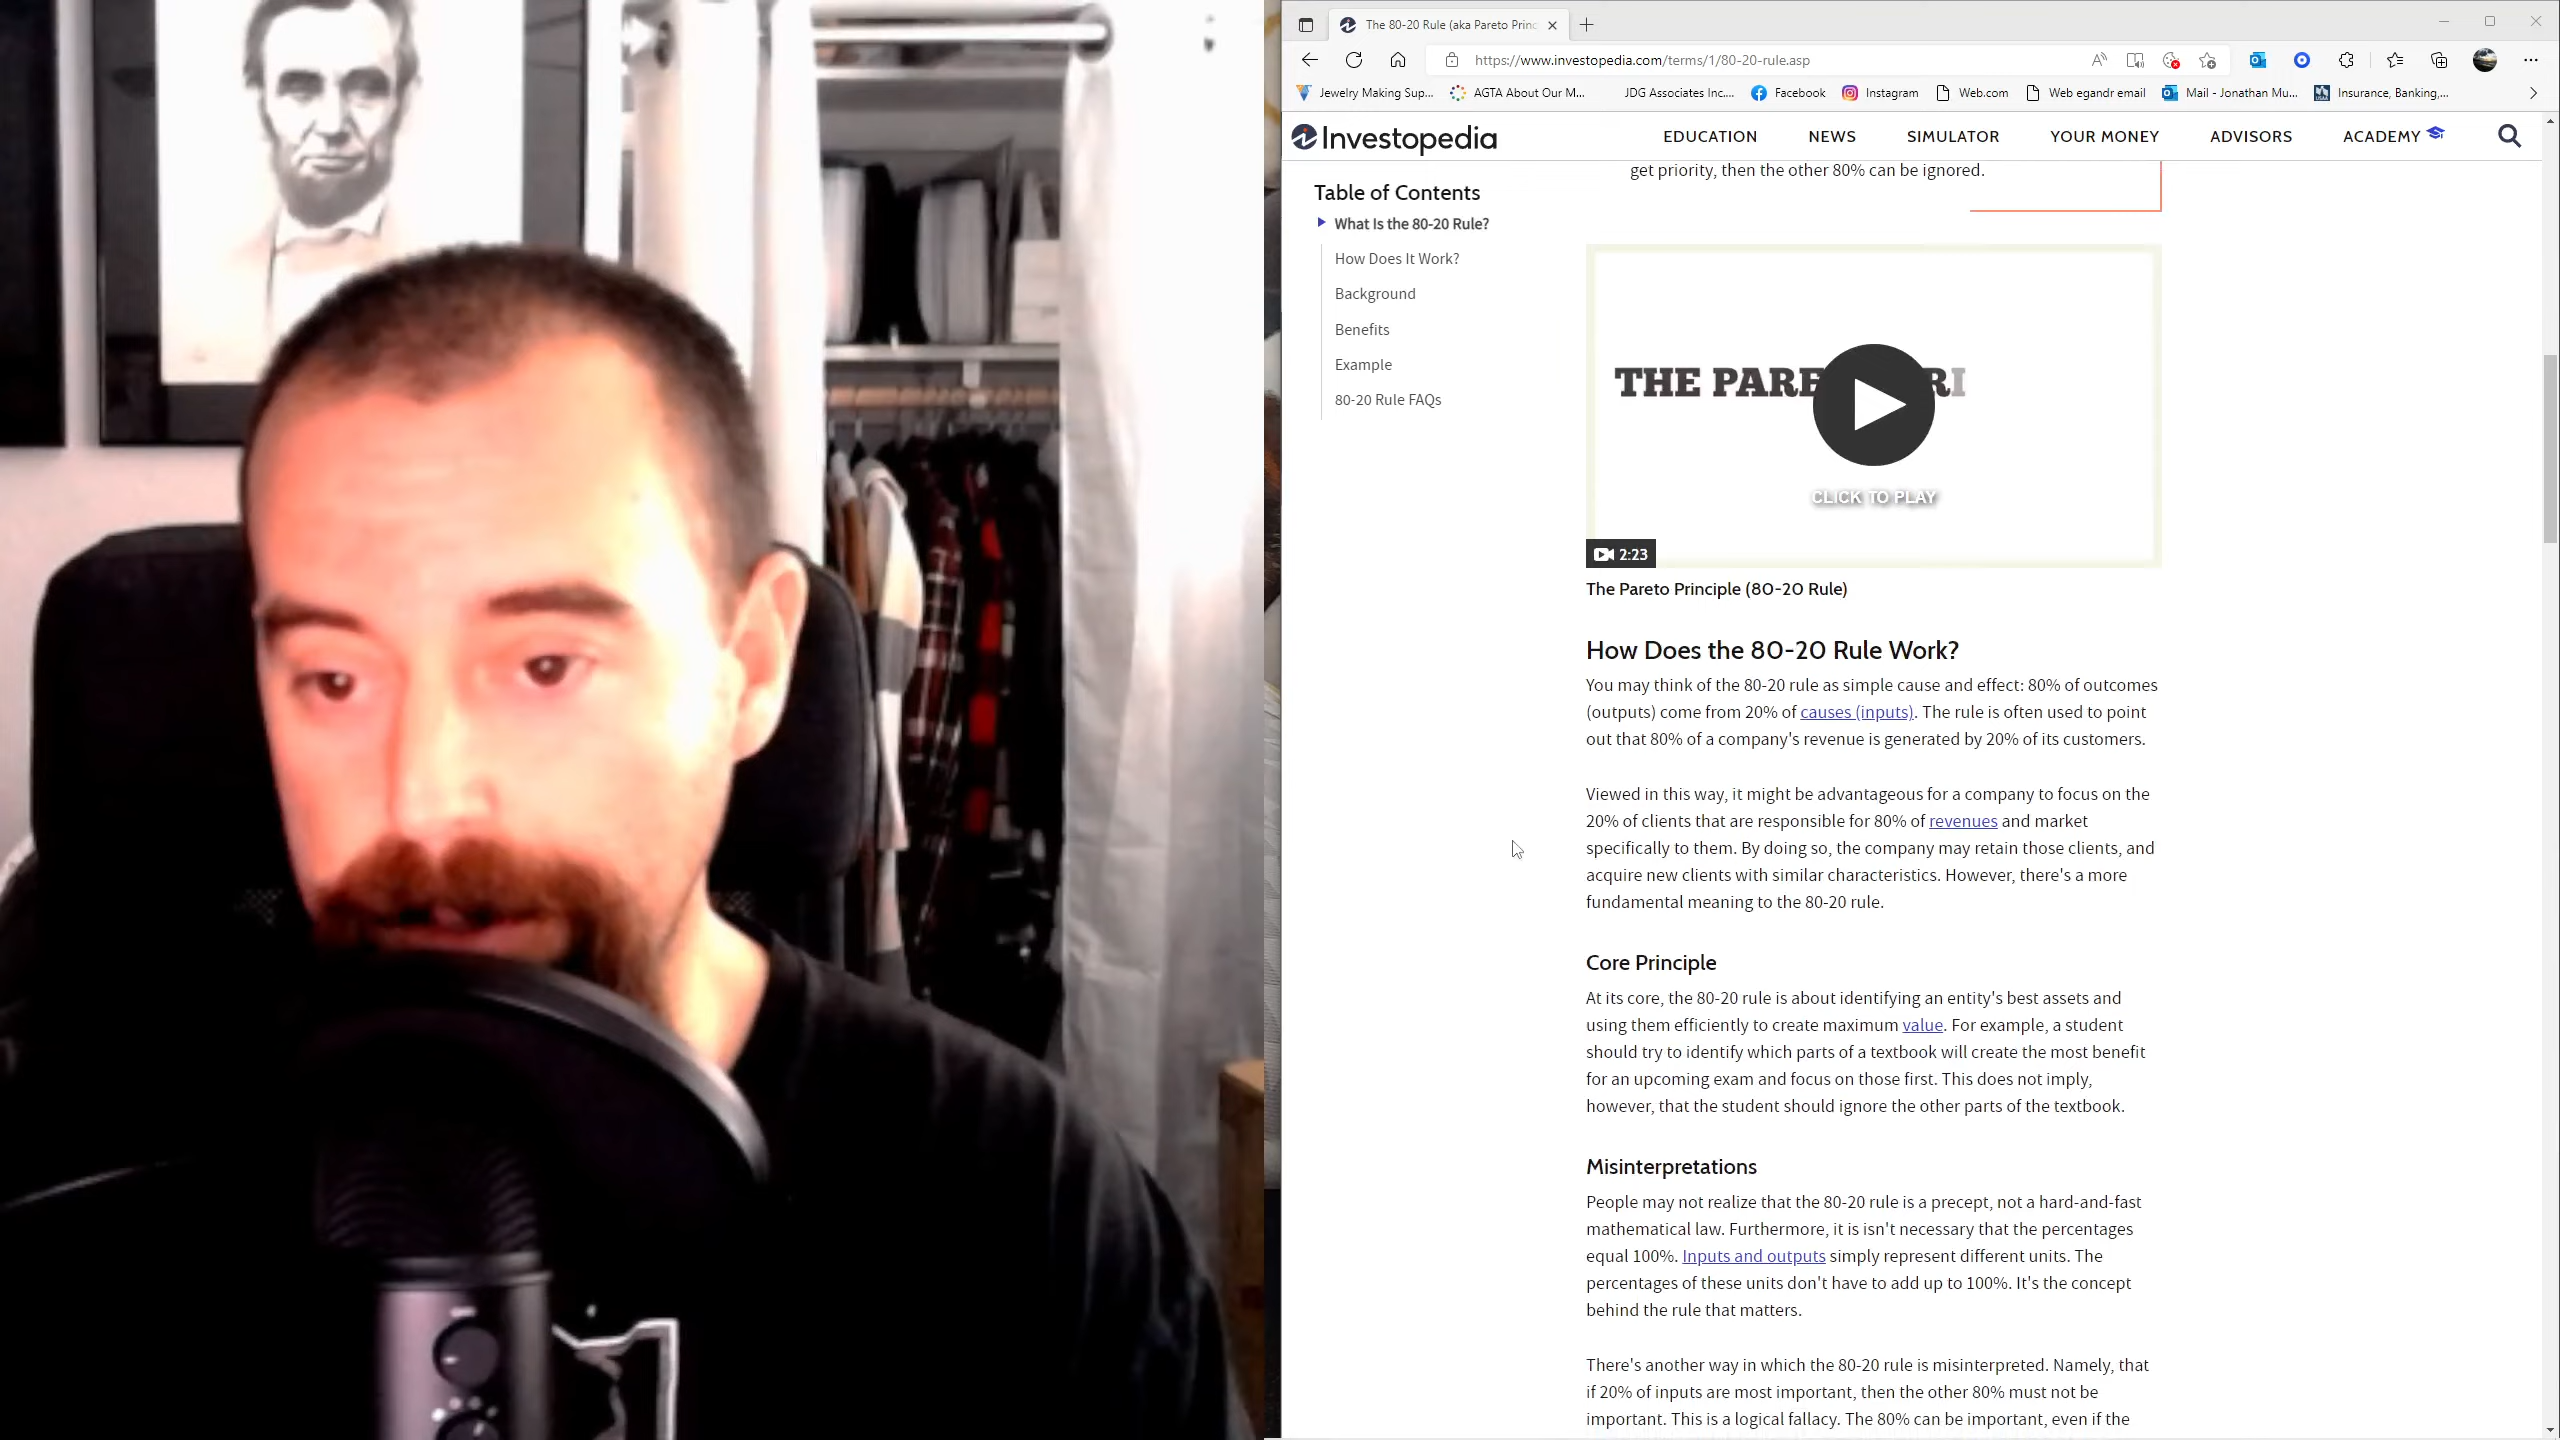 The 80-20 Rule (aka Pareto Princ
https://www.investopedia.com/terms/1/80-20-rule.asp
Jewelry Making Sup... AGTA About Our M... JDG Associates Inc.... Facebook Instagram Web.com Web egandr email Mail - Jonathan Mu... Insurance, Banking,...
Investopedia EDUCATION NEWS SIMULATOR YOUR MONEY ADVISORS ACADEMY
Table of Contents
What Is the 80-20 Rule?
How Does It Work?
Background
Benefits
Example
80-20 Rule FAQs
get priority, then the other 80% can be ignored.
THE PARE RI
CLICK TO PLAY
2:23
The Pareto Principle (80-20 Rule)
How Does the 80-20 Rule Work?
You may think of the 80-20 rule as simple cause and effect: 80% of outcomes
(outputs) come from 20% of causes (inputs). The rule is often used to point
out that 80% of a company's revenue is generated by 20% of its customers.
Viewed in this way, it might be advantageous for a company to focus on the
20% of clients that are responsible for 80% of revenues and market
specifically to them. By doing so, the company may retain those clients, and
acquire new clients with similar characteristics. However, there's a more
fundamental meaning to the 80-20 rule.
Core Principle
At its core, the 80-20 rule is about identifying an entity's best assets and
using them efficiently to create maximum value. For example, a student
should try to identify which parts of a textbook will create the most benefit
for an upcoming exam and focus on those first. This does not imply,
however, that the student should ignore the other parts of the textbook.
Misinterpretations
People may not realize that the 80-20 rule is a precept, not a hard-and-fast
mathematical law. Furthermore, it is isn't necessary that the percentages
equal 100%. Inputs and outputs simply represent different units. The
percentages of these units don't have to add up to 100%. It's the concept
behind the rule that matters.
There's another way in which the 80-20 rule is misinterpreted. Namely, that
if 20% of inputs are most important, then the other 80% must not be
important. This is a logical fallacy. The 80% can be important, even if the